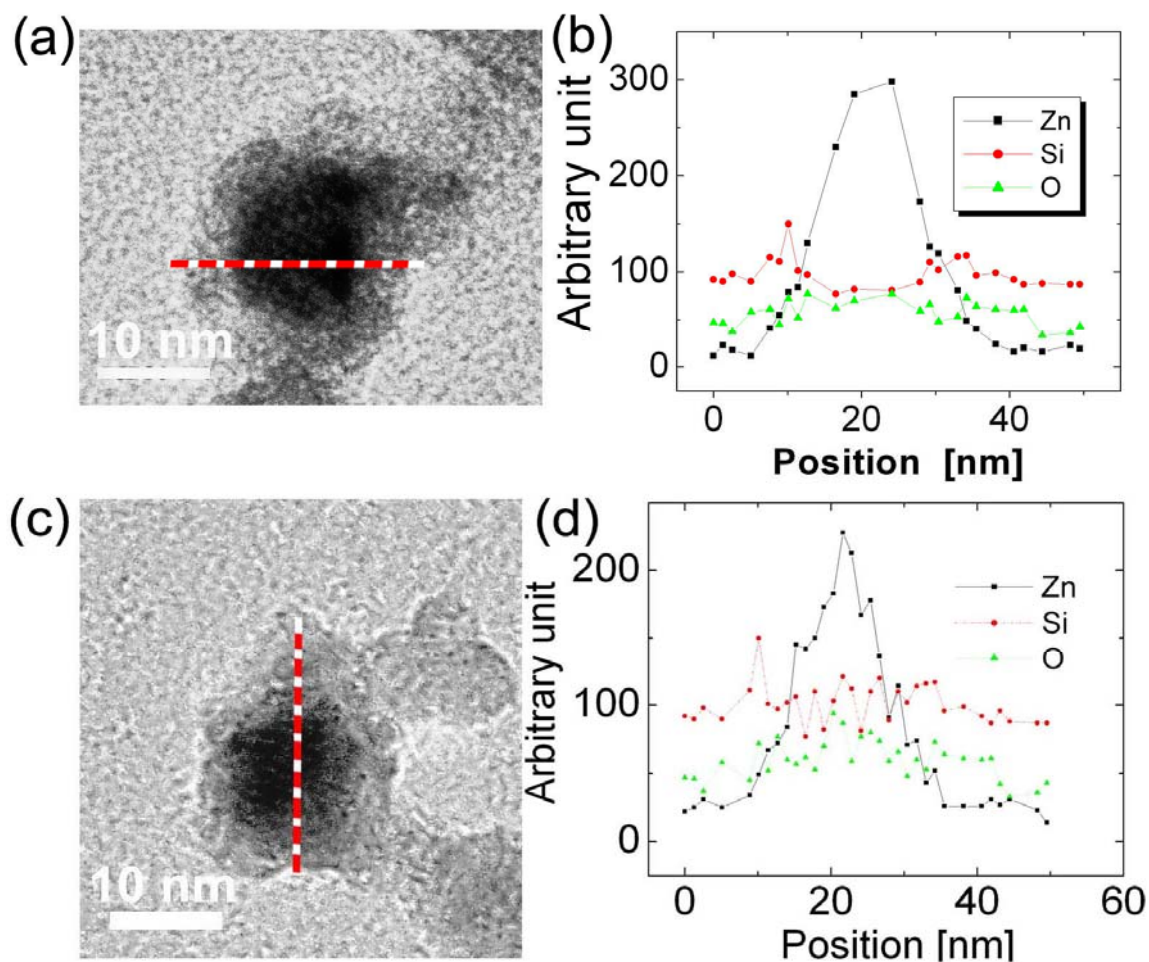 (a)
10 nm
(b)
Arbitrary unit
300
200
100
0
Zn
Si
O
0
20
40
Position [nm]
(c)
10 nm
(d)
Arbitrary unit
200
100
0
Zn
Si
O
0
20
40
60
Position [nm]